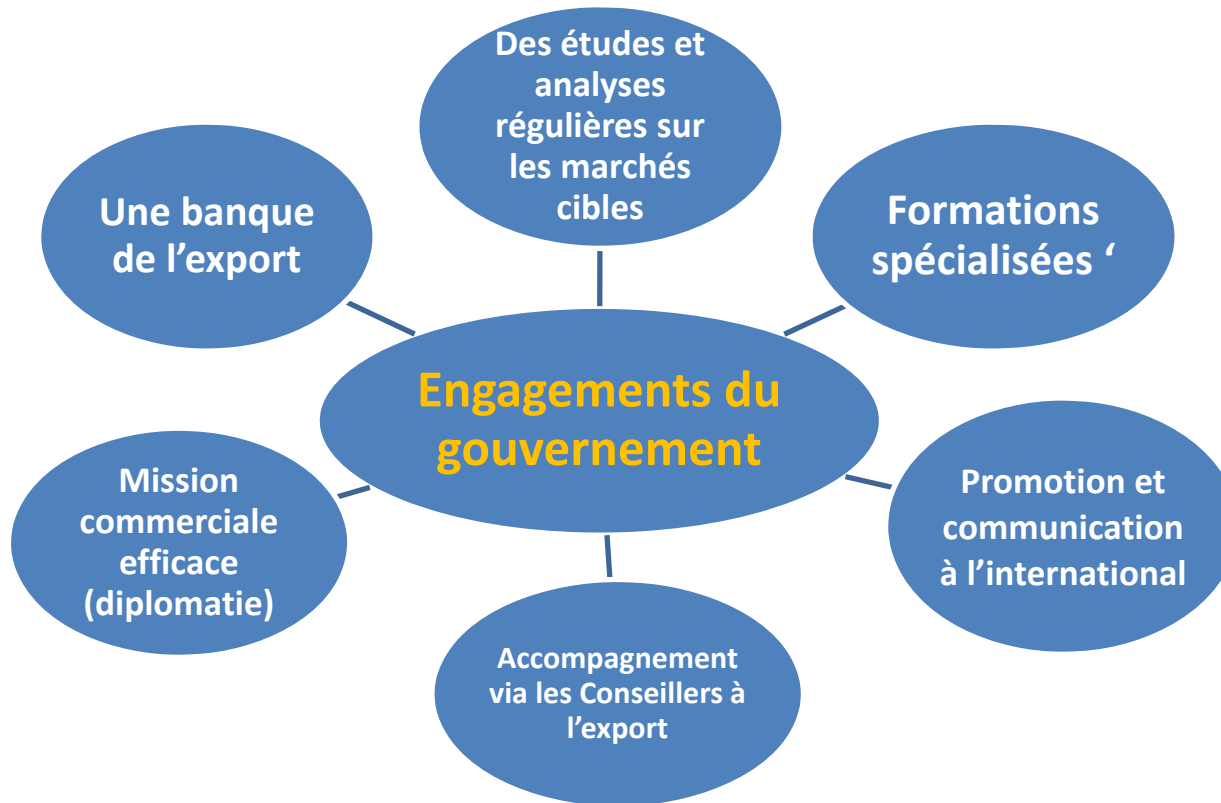 Des études et
analyses
régulières sur
les marchés
cibles
Une banque
de l’export
Formations
spécialisées ‘
Engagements du
gouvernement
Mission
commerciale
efficace
(diplomatie)
Promotion et
communication
à l’international
Accompagnement
via les Conseillers à
l’export